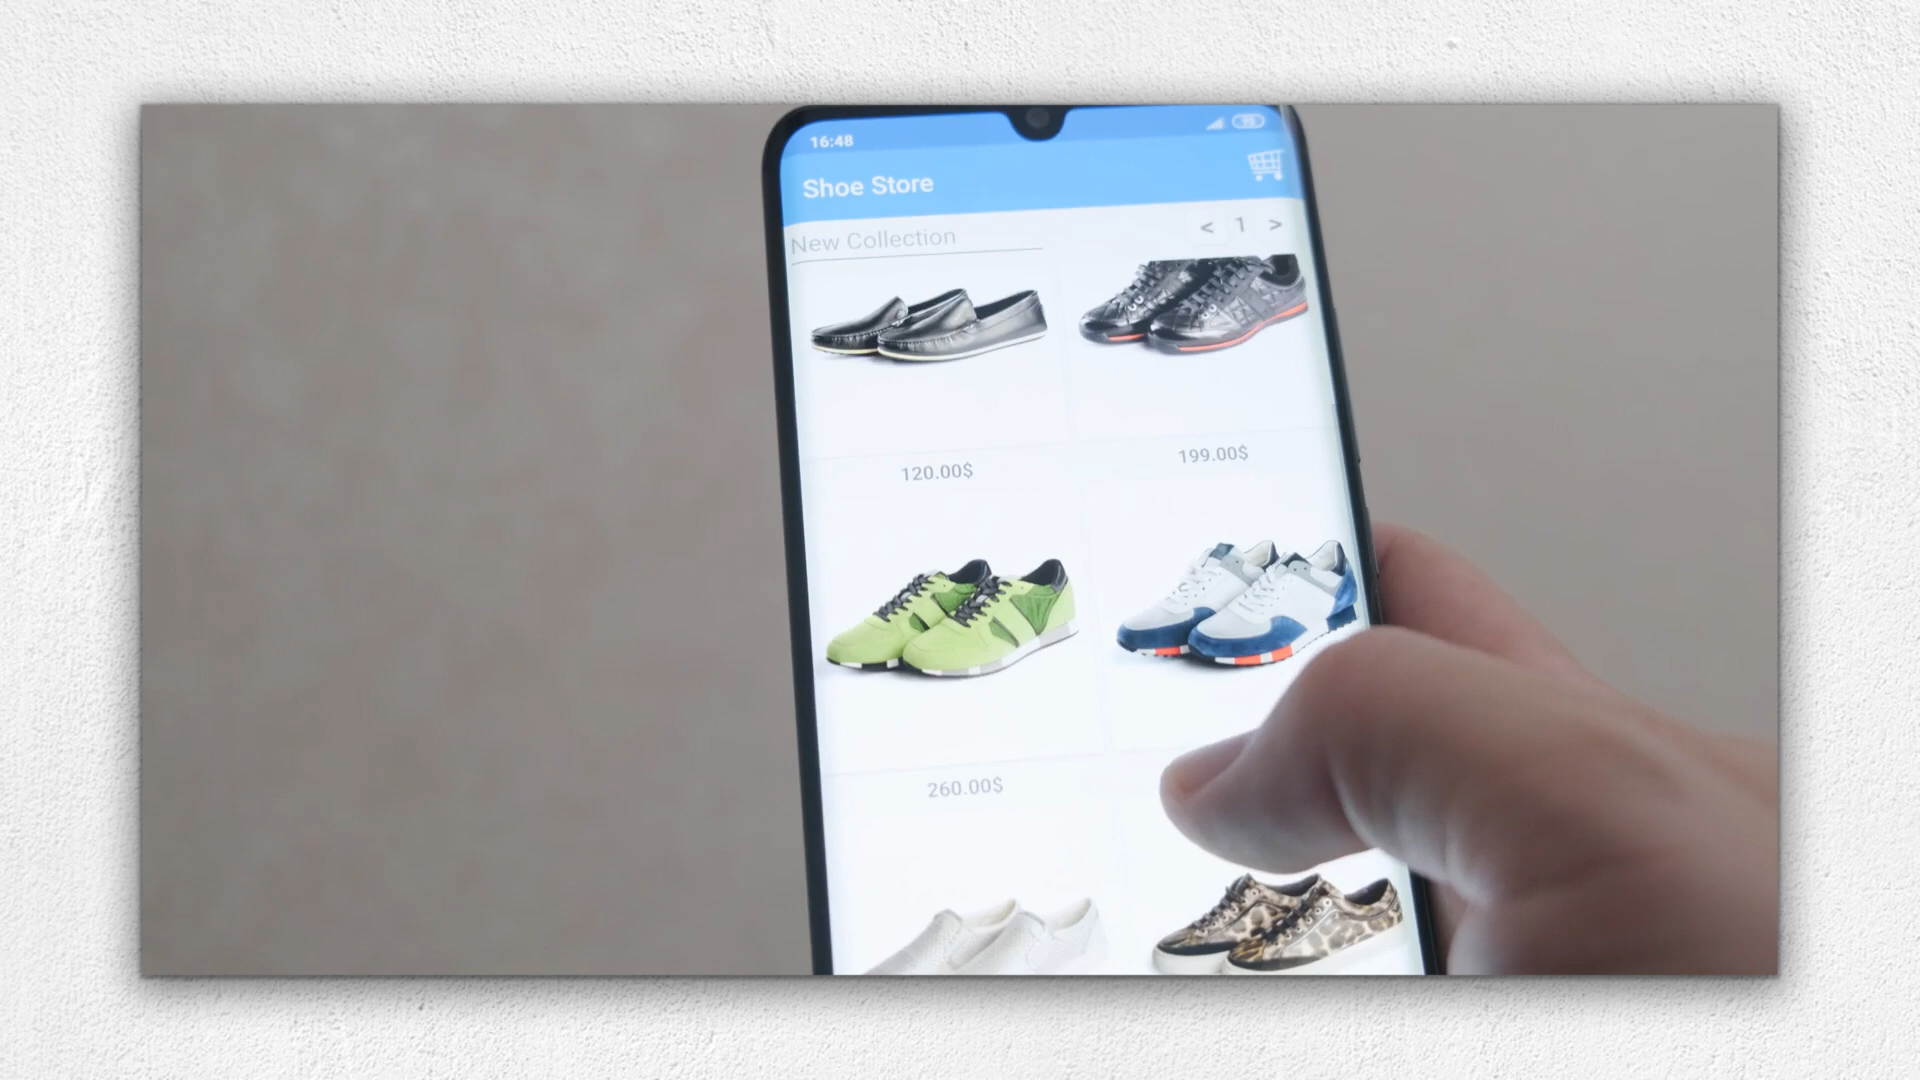 16:48
Shoe Store
New Collection
< 1 >
120.00$
199.00$
260.00$